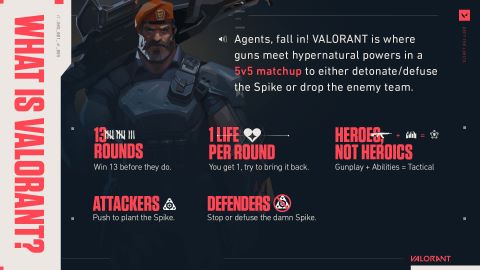 WHAT IS VALORANT?
Agents, fall in! VALORANT is where
guns meet hypernatural powers in a
5v5 matchup to either detonate/defuse
the Spike or drop the enemy team.
13
ROUNDS
Win 13 before they do.
1 LIFE
PER ROUND
You get 1, try to bring it back.
HEROES
NOT HEROICS
Gunplay + Abilities = Tactical
ATTACKERS
Push to plant the Spike.
DEFENDERS
Stop or defuse the damn Spike.
VALORANT